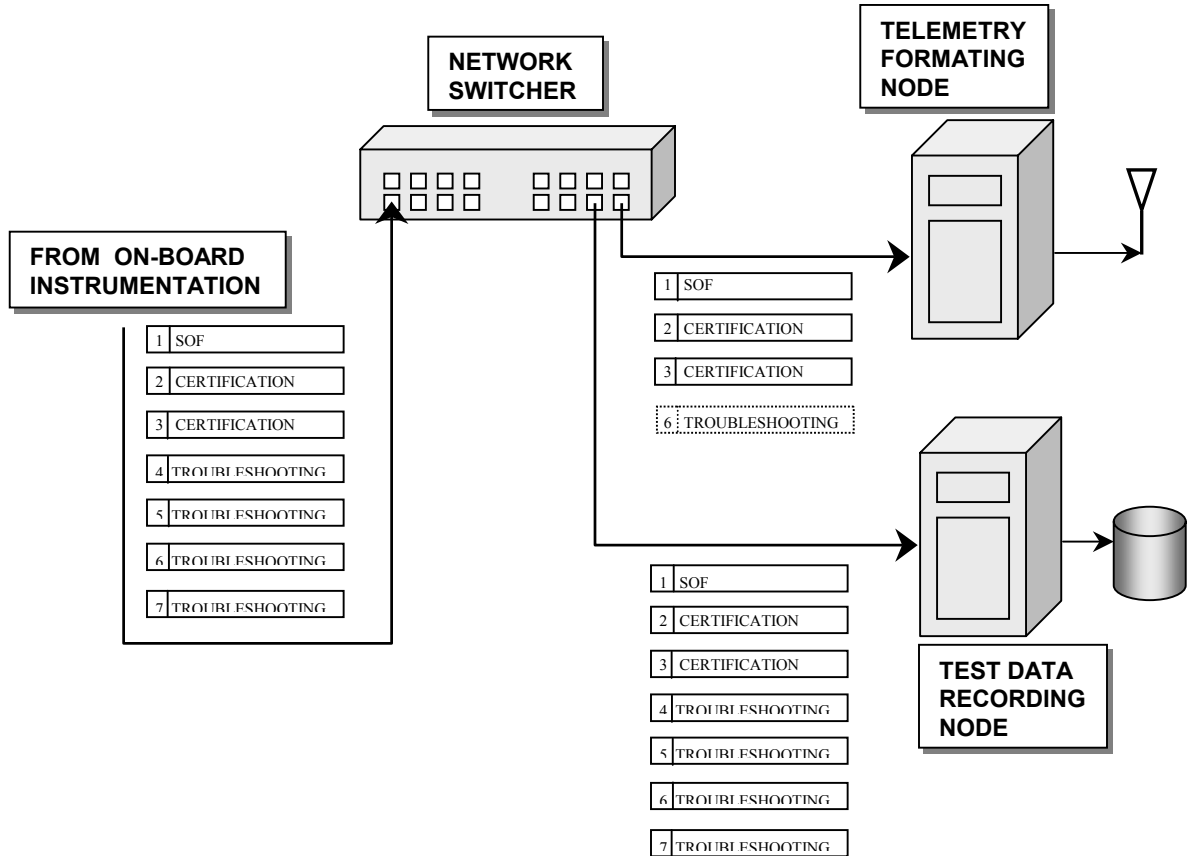 TELEMETRY
FORMATING
NODE
NETWORK
SWITCHER
FROM ON-BOARD
INSTRUMENTATION
1 SOF
2 CERTIFICATION
3 CERTIFICATION
4 TROUBLESHOOTING
5 TROUBLESHOOTING
6 TROUBLESHOOTING
7 TROUBLESHOOTING
1 SOF
2 CERTIFICATION
3 CERTIFICATION
6 TROUBLESHOOTING
1 SOF
2 CERTIFICATION
3 CERTIFICATION
4 TROUBLESHOOTING
5 TROUBLESHOOTING
6 TROUBLESHOOTING
7 TROUBLESHOOTING
TEST DATA
RECORDING
NODE